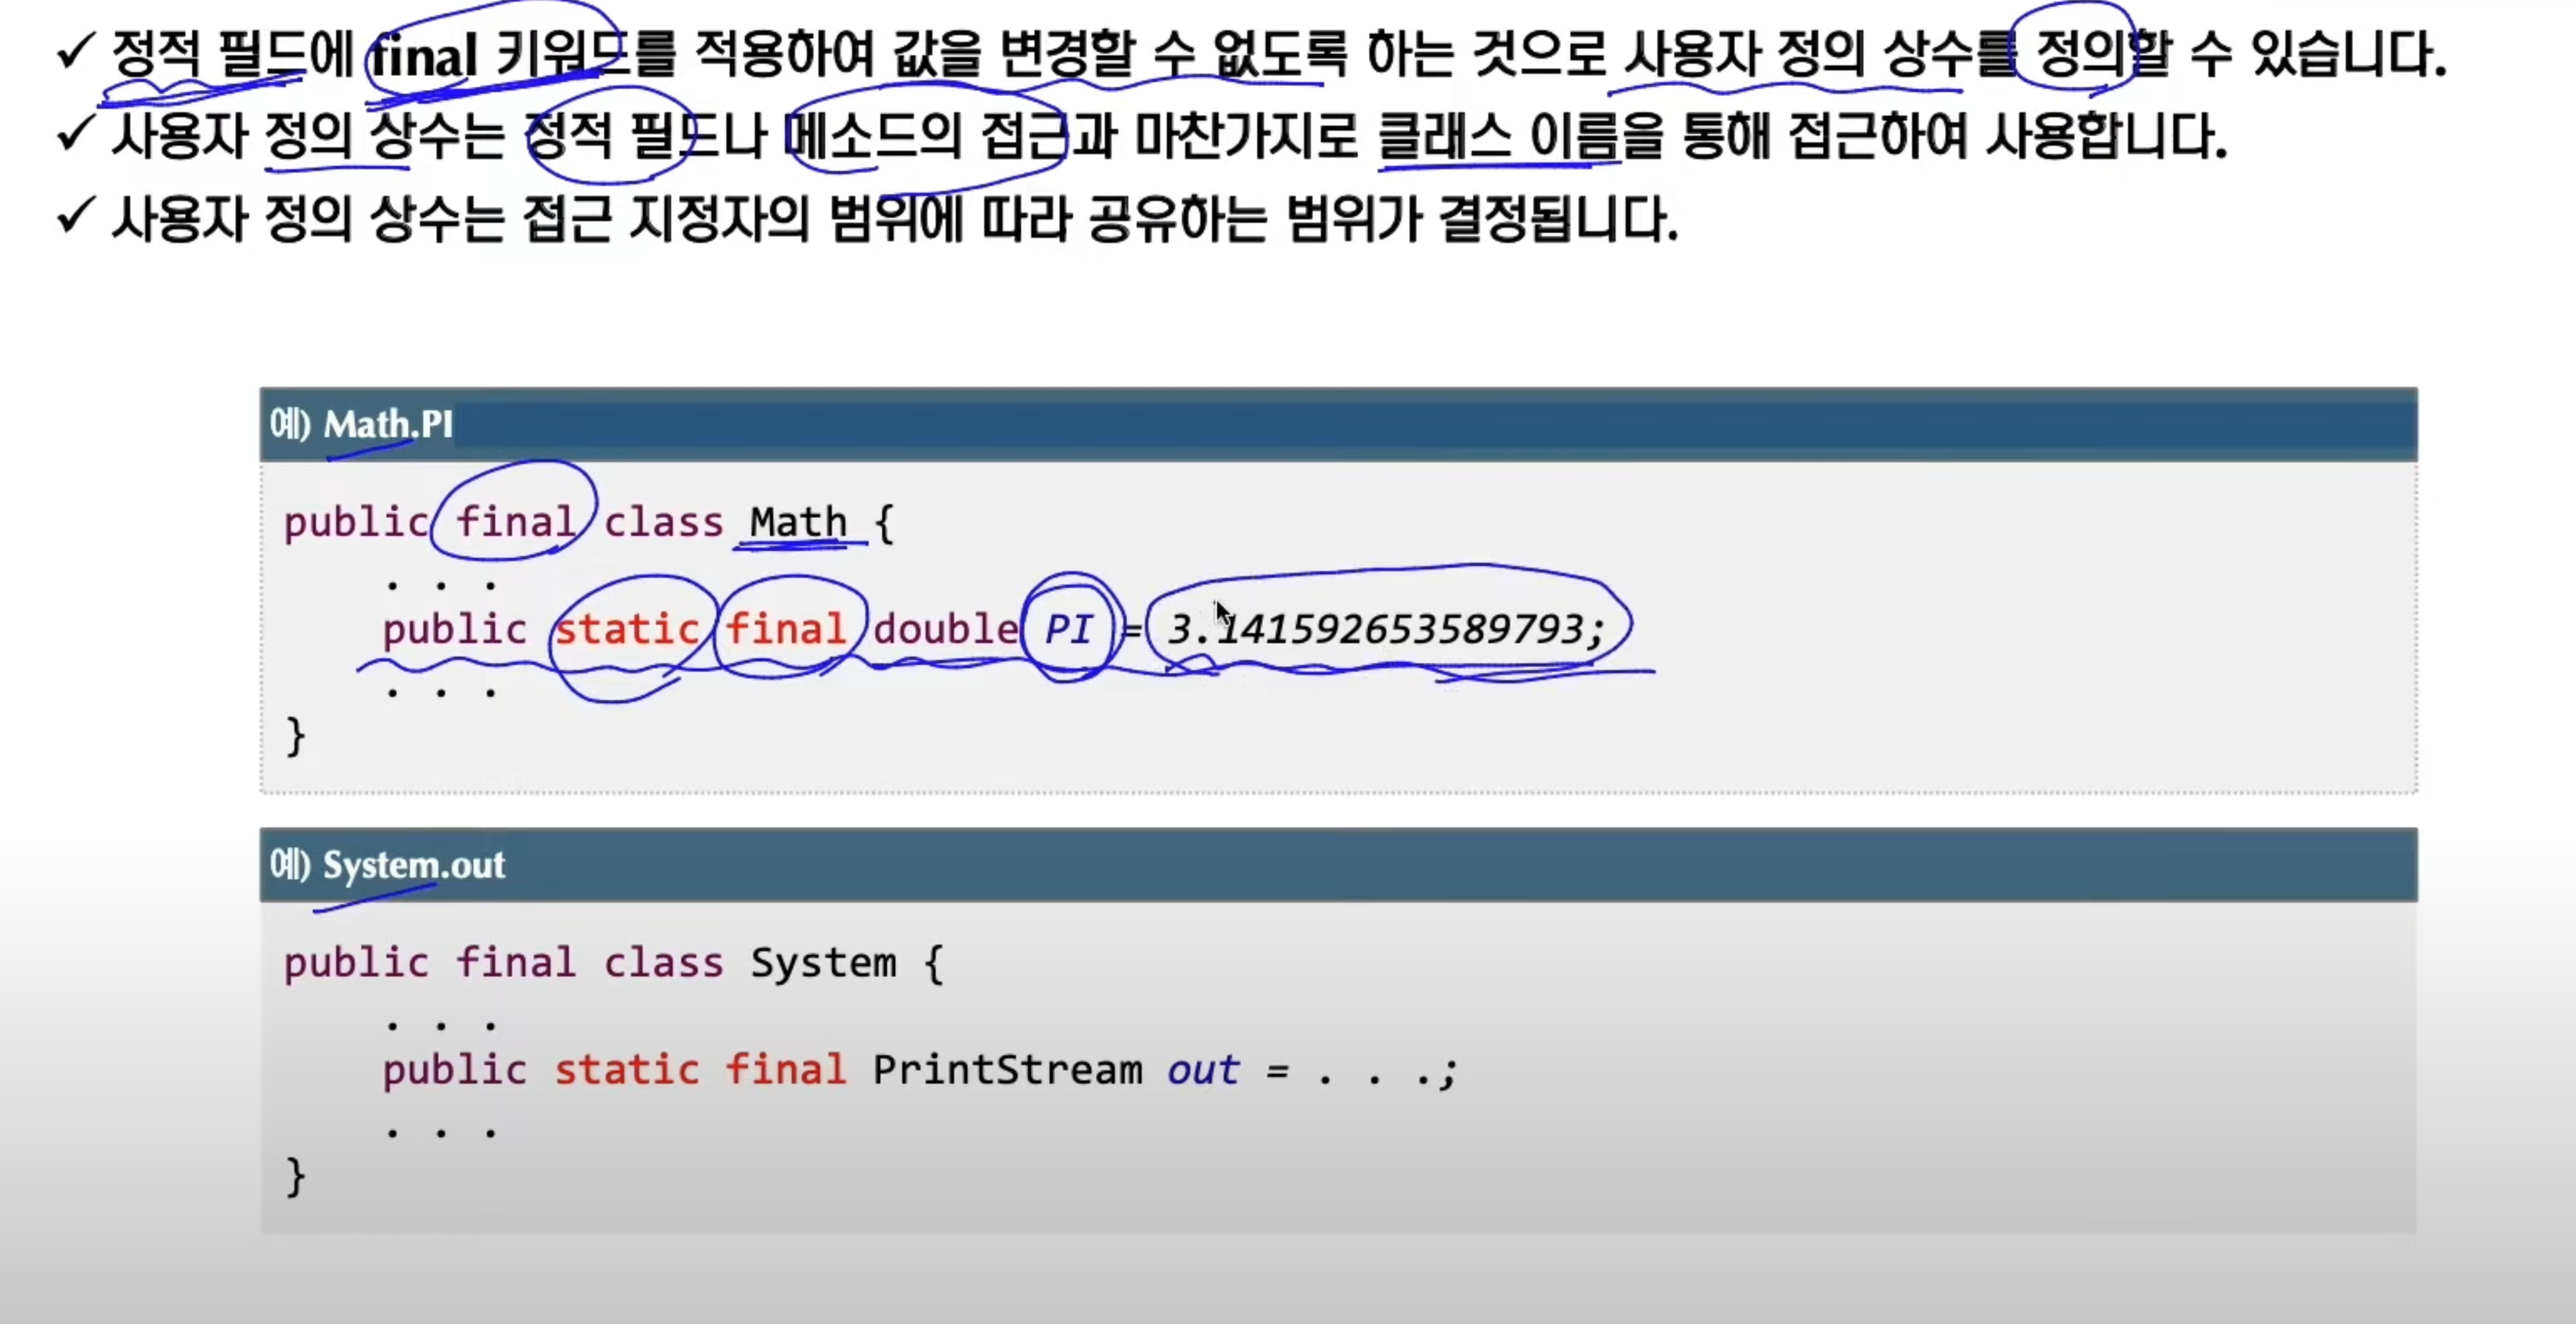 ✓ 정적 필드에 final 키워드를 적용하여 값을 변경할 수 없도록 하는 것으로 사용자 정의 상수를 정의할 수 있습니다.
✓ 사용자 정의 상수는 정적 필드나 메소드의 접근과 마찬가지로 클래스 이름을 통해 접근하여 사용합니다.
✓ 사용자 정의 상수는 접근 지정자의 범위에 따라 공유하는 범위가 결정됩니다.
예) Math.PI
public final class Math {
. . .
public static final double PI = 3.141592653589793;
. . .
}
예) System.out
public final class System {
. . .
public static final PrintStream out = . . .;
. . .
}